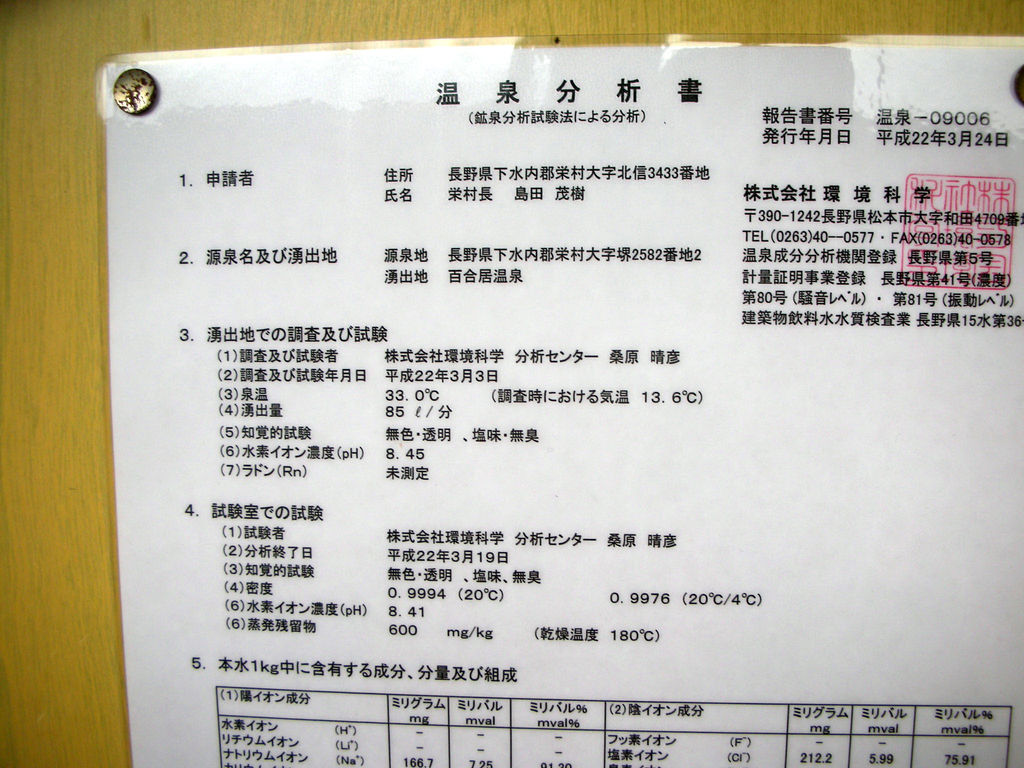 温泉分析書
(鉱泉分析試験法による分析)
報告書番号 温泉-09006
発行年月日 平成22年3月24日
1. 申請者 住所 長野県下水内郡栄村大字北信3433番地
氏名 栄村長 島田 茂樹
株式会社 環境科学
〒390-1242長野県松本市大字和田4709番地
TEL(0263)40--0577・FAX(0263)40-0578
温泉成分分析機関登録 長野県第5号
計量証明事業登録 長野県第41号(濃度)
第80号(騒音レベル)・ 第81号(振動レベル)
建築物飲料水水質検査業 長野県15水第36-
2. 源泉名及び湧出地 源泉地 長野県下水内郡栄村大字堺2582番地2
湧出地 百合居温泉
3. 湧出地での調査及び試験
(1)調査及び試験者 株式会社環境科学 分析センター 桑原 晴彦
(2)調査及び試験年月日 平成22年3月3日
(3)泉温 33.0℃ (調査時における気温 13.6℃)
(4)湧出量 85 ℓ/分
(5)知覚的試験 無色・透明 、塩味・無臭
(6)水素イオン濃度(pH) 8.45
(7)ラドン(Rn) 未測定
4. 試験室での試験
(1)試験者 株式会社環境科学 分析センター 桑原 晴彦
(2)分析終了日 平成22年3月19日
(3)知覚的試験 無色・透明 、塩味、無臭
(4)密度 0.9994 (20℃) 0.9976 (20℃/4℃)
(6)水素イオン濃度(pH) 8.41
(6)蒸発残留物 600 mg/kg (乾燥温度 180℃)
5. 本水1kg中に含有する成分、分量及び組成
(1)陽イオン成分 ミリグラム mg ミリバル mval ミリバル% mval% (2)陰イオン成分 ミリグラム mg ミリバル mval ミリバル% mval%
水素イオン (H⁺) - - - フッ素イオン (F⁻) - - -
リチウムイオン (Li⁺) - - - 塩素イオン (Cl⁻) 212.2 5.99 75.91
ナトリウムイオン (Na⁺) 166.7 7.25 91.30